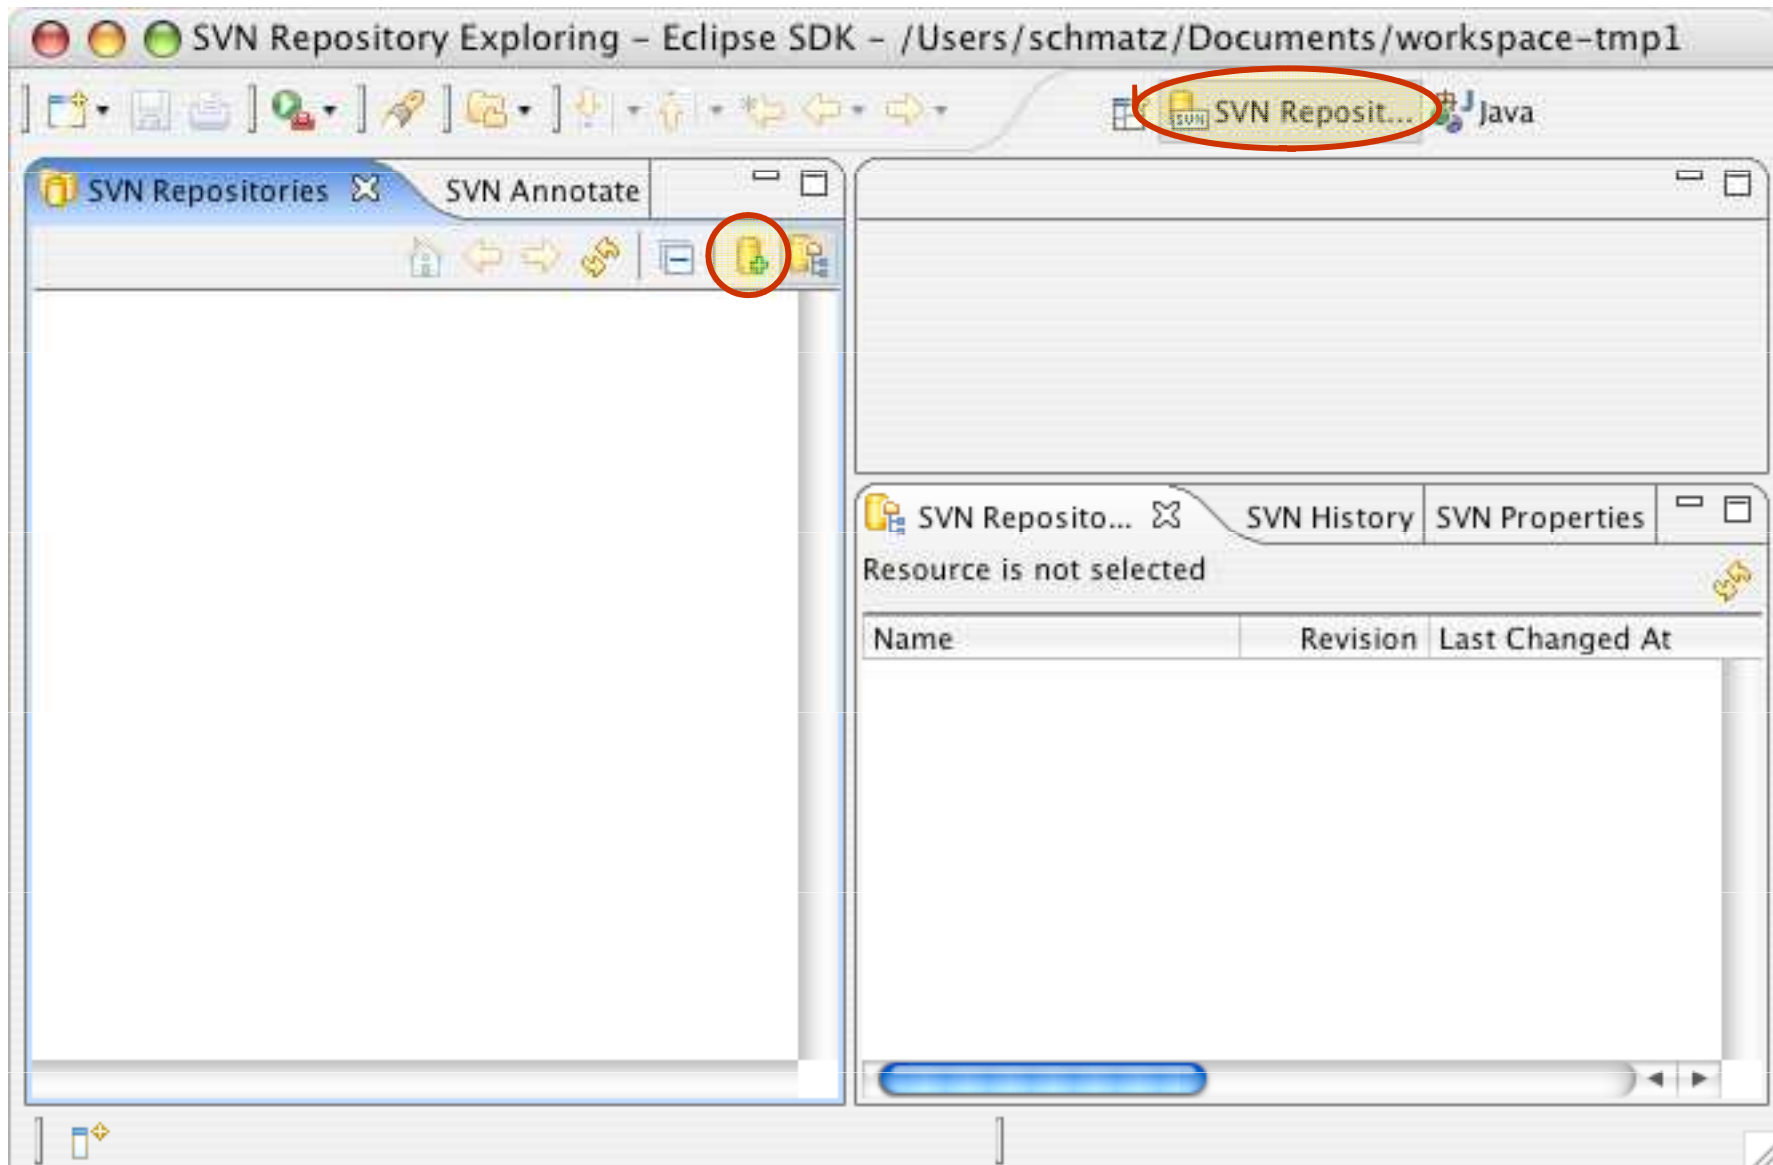 SVN Repository Exploring – Eclipse SDK – /Users/schmatz/Documents/workspace-tmp1
SVN Reposit... Java
SVN Repositories SVN Annotate
SVN Reposito... SVN History SVN Properties
Resource is not selected
Name Revision Last Changed At